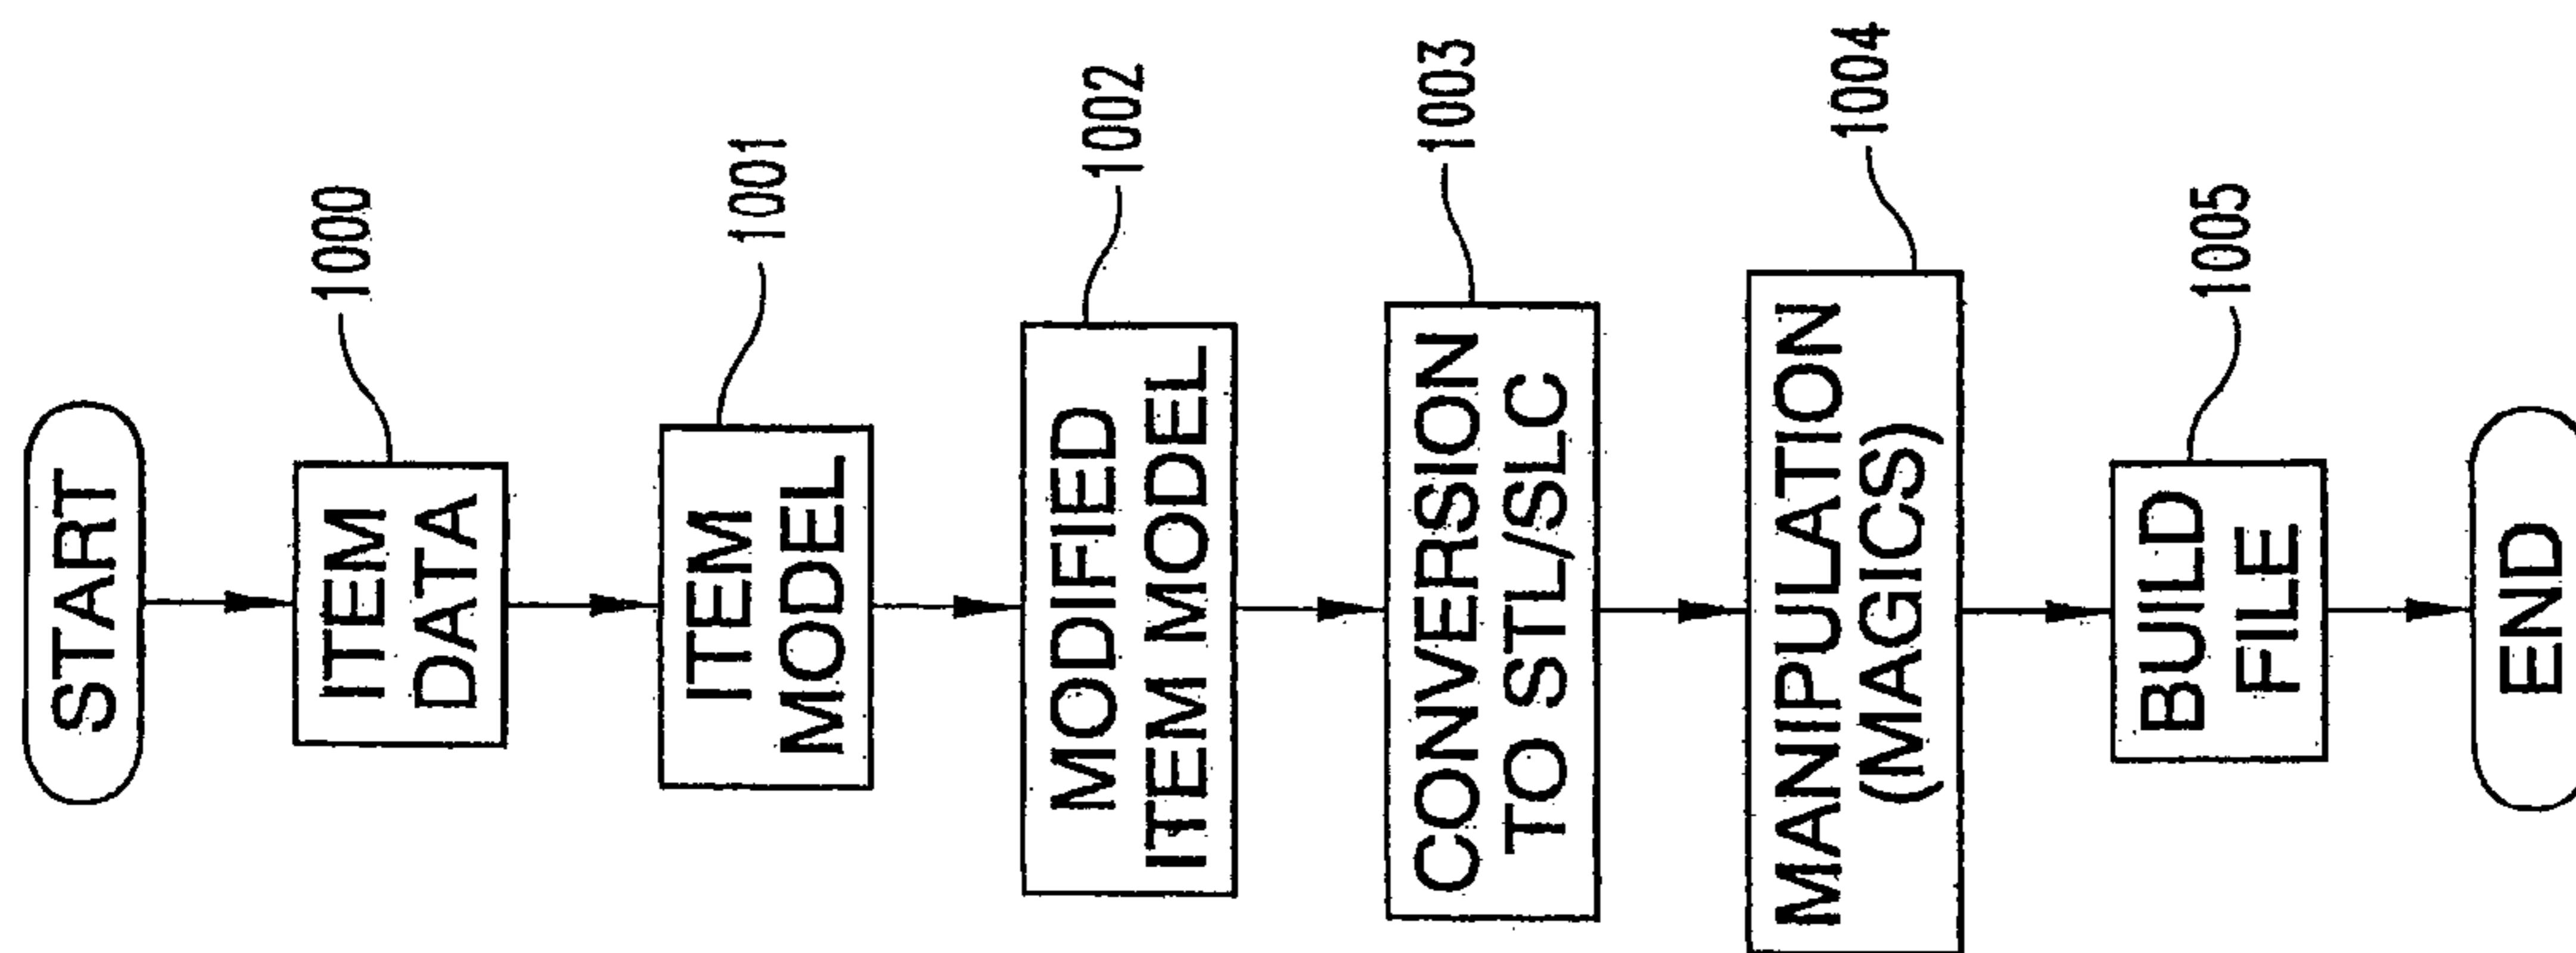 START
ITEM
DATA
1000
ITEM
MODEL
1001
MODIFIED
ITEM MODEL
1002
CONVERSION
TO STL/SLC
1003
MANIPULATION
(MAGICS)
1004
BUILD
FILE
1005
END